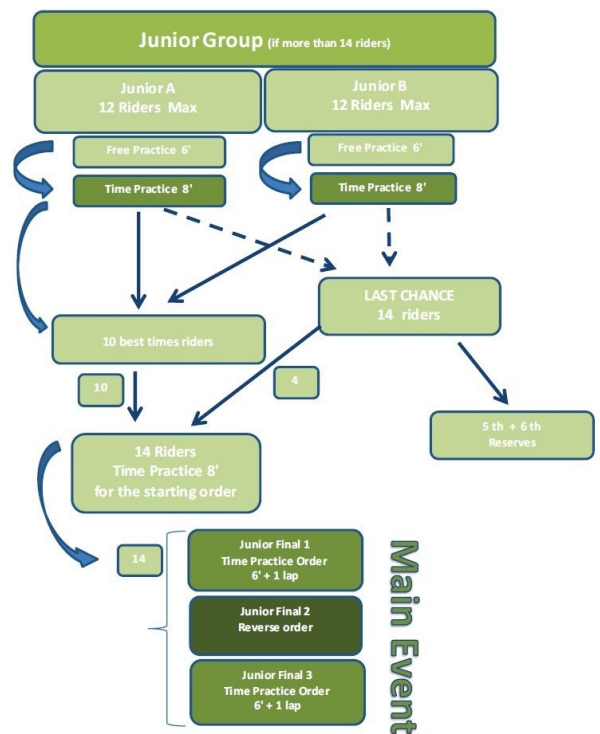 Junior Group (if more than 14 riders)
Junior A
12 Riders Max
Junior B
12 Riders Max
Free Practice 6'
Free Practice 6'
Time Practice 8'
Time Practice 8'
LAST CHANCE
14 riders
10 best times riders
10
4
5 th + 6 th
Reserves
14 Riders
Time Practice 8'
for the starting order
14
Junior Final 1
Time Practice Order
6' + 1 lap
Junior Final 2
Reverse order
Junior Final 3
Time Practice Order
6' + 1 lap
Main Event